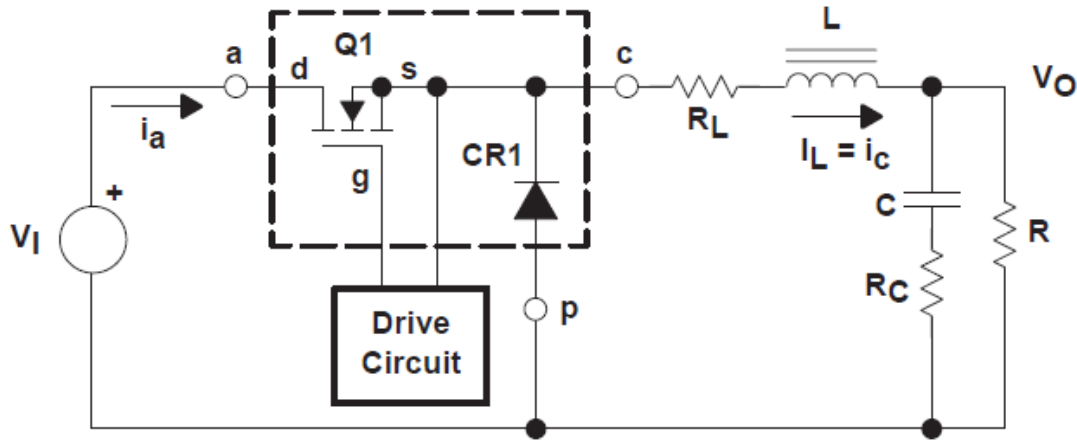 L
Q1
a
d
s
c
V_O
i_a
R_L
I_L = i_c
CR1
g
+
C
V_I
R
R_C
p
Drive
Circuit